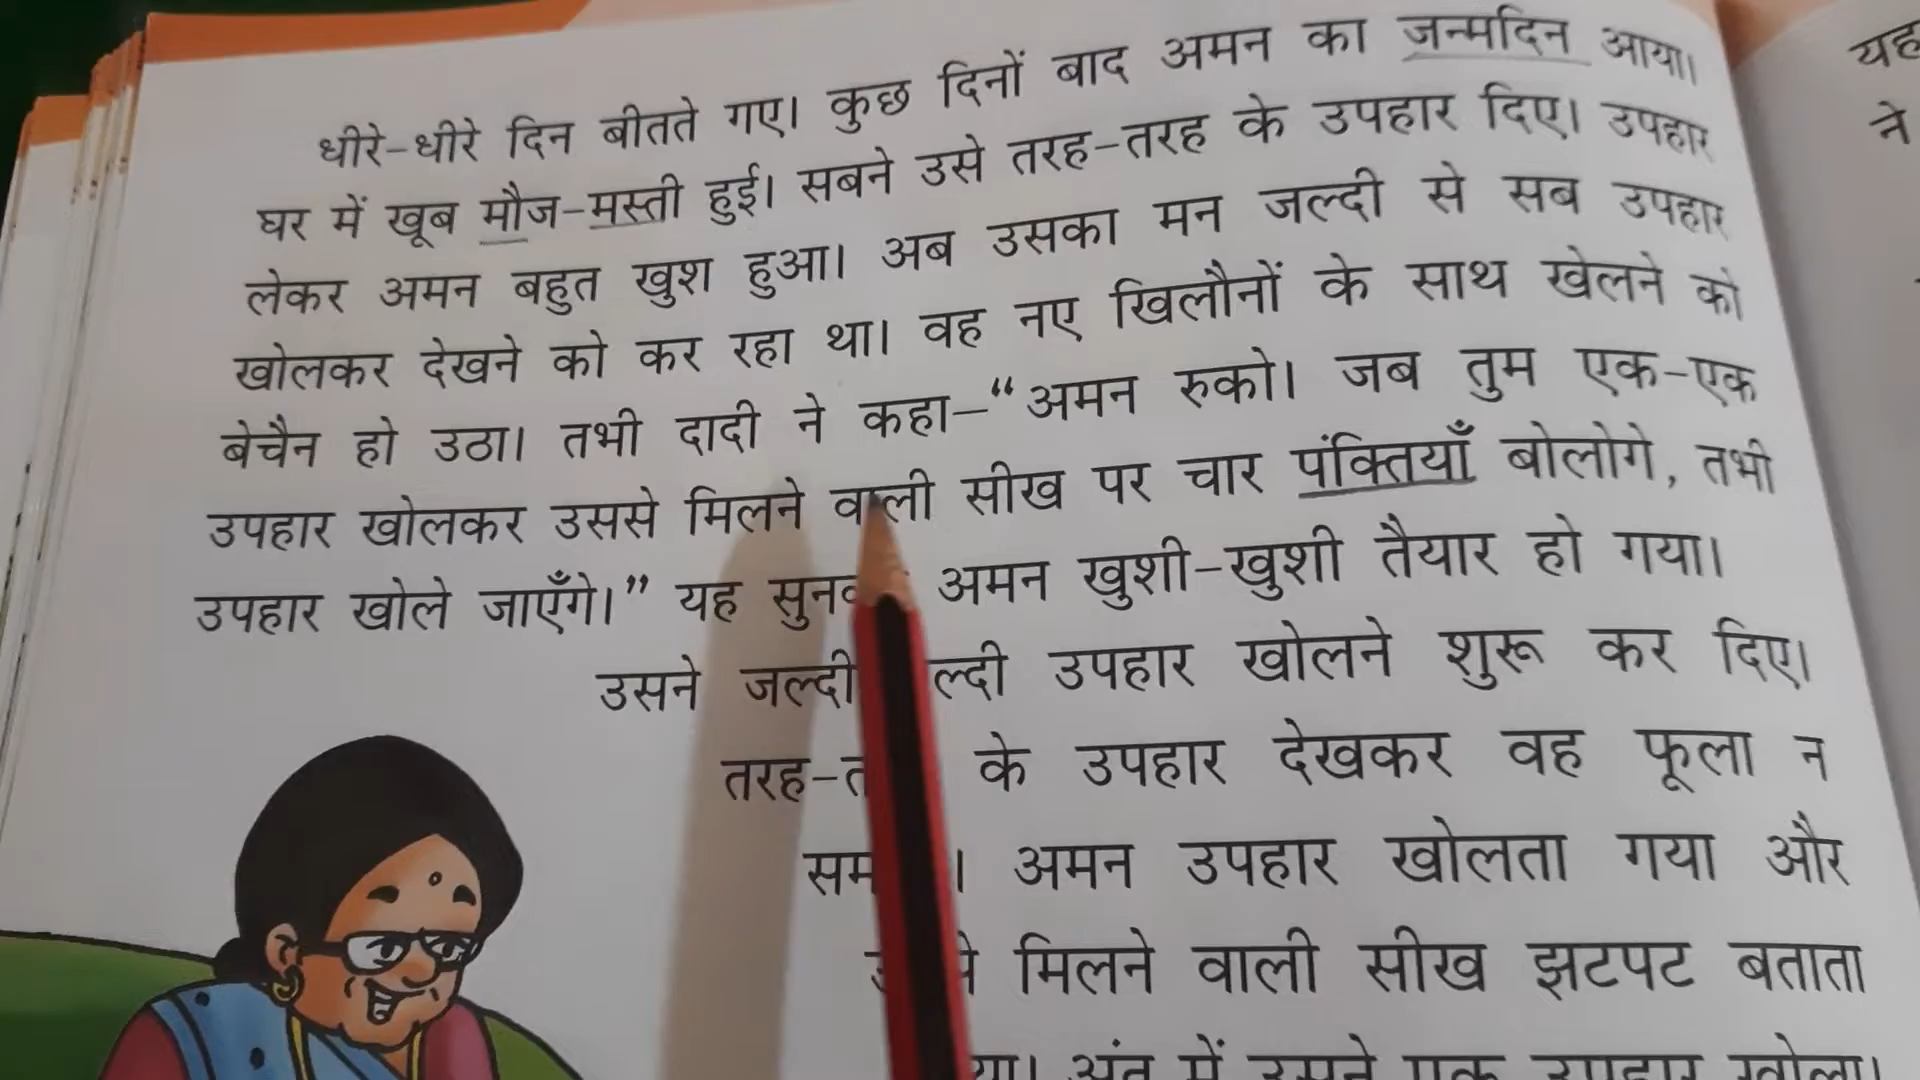 धीरे-धीरे दिन बीतते गए। कुछ दिनों बाद अमन का जन्मदिन आया।
घर में खूब मौज-मस्ती हुई। सबने उसे तरह-तरह के उपहार दिए। उपहार
लेकर अमन बहुत खुश हुआ। अब उसका मन जल्दी से सब उपहार
खोलकर देखने को कर रहा था। वह नए खिलौनों के साथ खेलने को
बेचैन हो उठा। तभी दादी ने कहा—“अमन रुको। जब तुम एक-एक
उपहार खोलकर उससे मिलने वाली सीख पर चार पंक्तियाँ बोलोगे, तभी
उपहार खोले जाएँगे।” यह अमन खुशी-खुशी तैयार हो गया।
उसने जल्दी उपहार खोलने शुरू कर दिए।
के उपहार देखकर वह फूला न
अमन उपहार खोलता गया और
मिलने वाली सीख झटपट बताता
अंत में उसने एक उपहार खोला।
ने